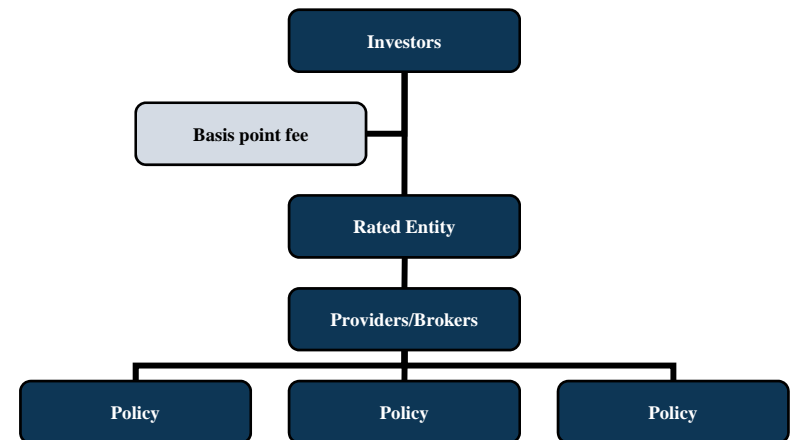 Investors
Basis point fee
Rated Entity
Providers/Brokers
Policy
Policy
Policy